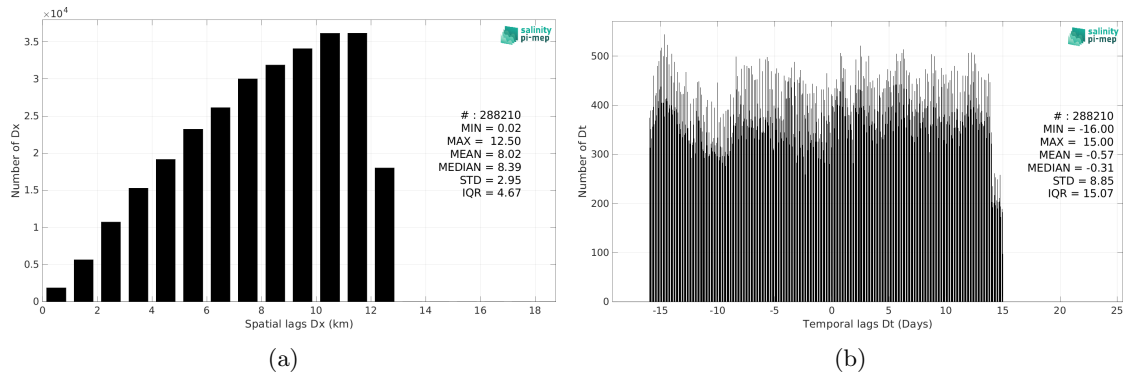 ×10⁴
3.5
3
2.5
2
1.5
1
0.5
0
0 2 4 6 8 10 12 14 16 18
Number of Dx
Spatial lags Dx (km)
salinity
pi-mep
# : 288210
MIN = 0.02
MAX = 12.50
MEAN = 8.02
MEDIAN = 8.39
STD = 2.95
IQR = 4.67
(a)
500
400
300
200
100
0
-15 -10 -5 0 5 10 15 20 25
Number of Dt
Temporal lags Dt (Days)
salinity
pi-mep
# : 288210
MIN = -16.00
MAX = 15.00
MEAN = -0.57
MEDIAN = -0.31
STD = 8.85
IQR = 15.07
(b)